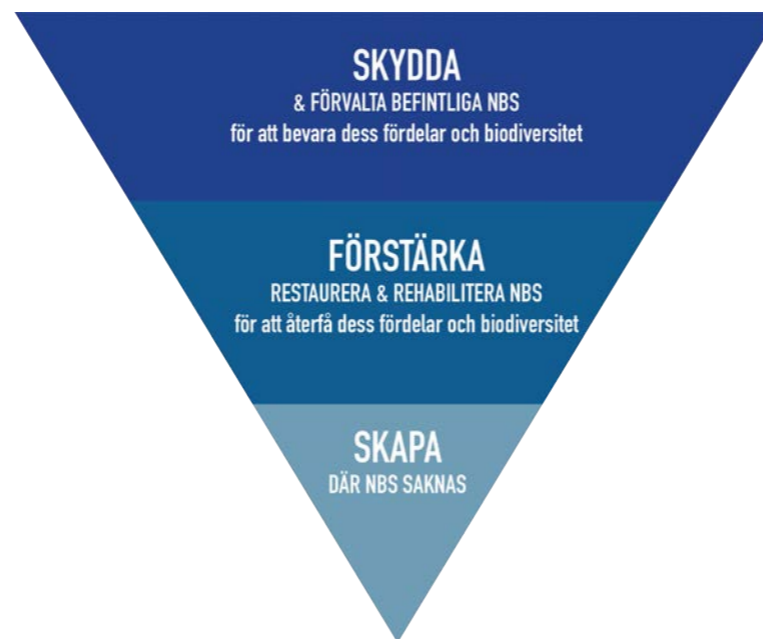 SKYDDA
& FÖRVALTA BEFINTLIGA NBS
för att bevara dess fördelar och biodiversitet
FÖRSTÄRKA
RESTAURERA & REHABILITERA NBS
för att återfå dess fördelar och biodiversitet
SKAPA
DÄR NBS SAKNAS